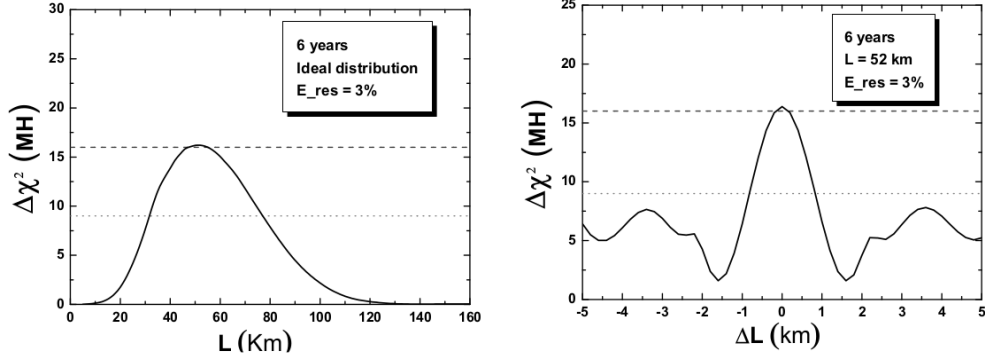 30
25
20
15
10
5
0
Δχ² (MH)
6 years
Ideal distribution
E_res = 3%
0 20 40 60 80 100 120 140 160
L (Km)
25
20
15
10
5
0
Δχ² (MH)
6 years
L = 52 km
E_res = 3%
-5 -4 -3 -2 -1 0 1 2 3 4 5
ΔL (km)